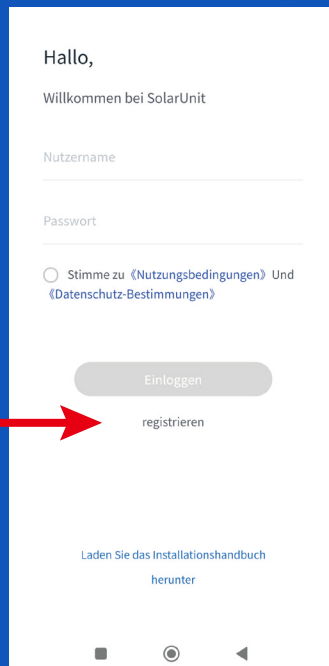 Hallo,
Willkommen bei SolarUnit
Nutzername
Passwort
Stimme zu《Nutzungsbedingungen》Und
《Datenschutz-Bestimmungen》
Einloggen
registrieren
Laden Sie das Installationshandbuch
herunter